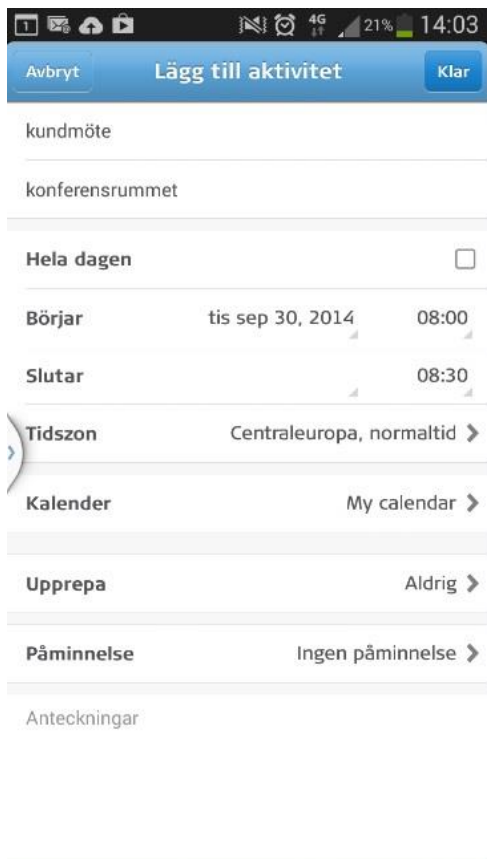 1 4G 21% 14:03
Avbryt Lägg till aktivitet Klar
kundmöte
konferensrummet
Hela dagen
Börjar tis sep 30, 2014 08:00
Slutar 08:30
Tidszon Centraleuropa, normaltid
Kalender My calendar
Upprepa Aldrig
Påminnelse Ingen påminnelse
Anteckningar